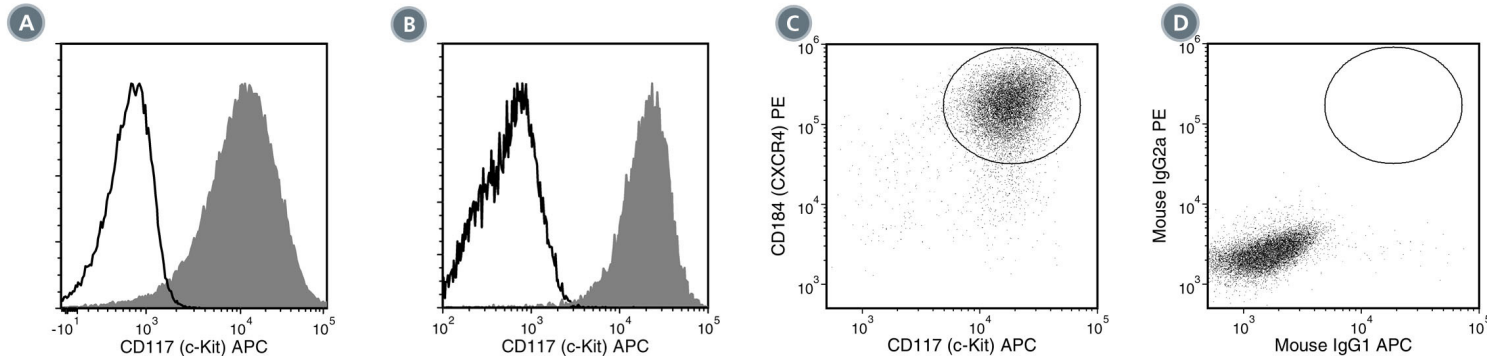 A
B
C
D
-10¹ 10³ 10⁴ 10⁵
CD117 (c-Kit) APC
10² 10³ 10⁴ 10⁵
CD117 (c-Kit) APC
10⁶
10⁵
10⁴
10³
CD184 (CXCR4) PE
10³ 10⁴ 10⁵
CD117 (c-Kit) APC
10⁶
10⁵
10⁴
10³
Mouse IgG2a PE
10³ 10⁴ 10⁵
Mouse IgG1 APC